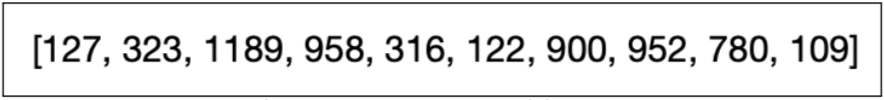 [127, 323, 1189, 958, 316, 122, 900, 952, 780, 109]